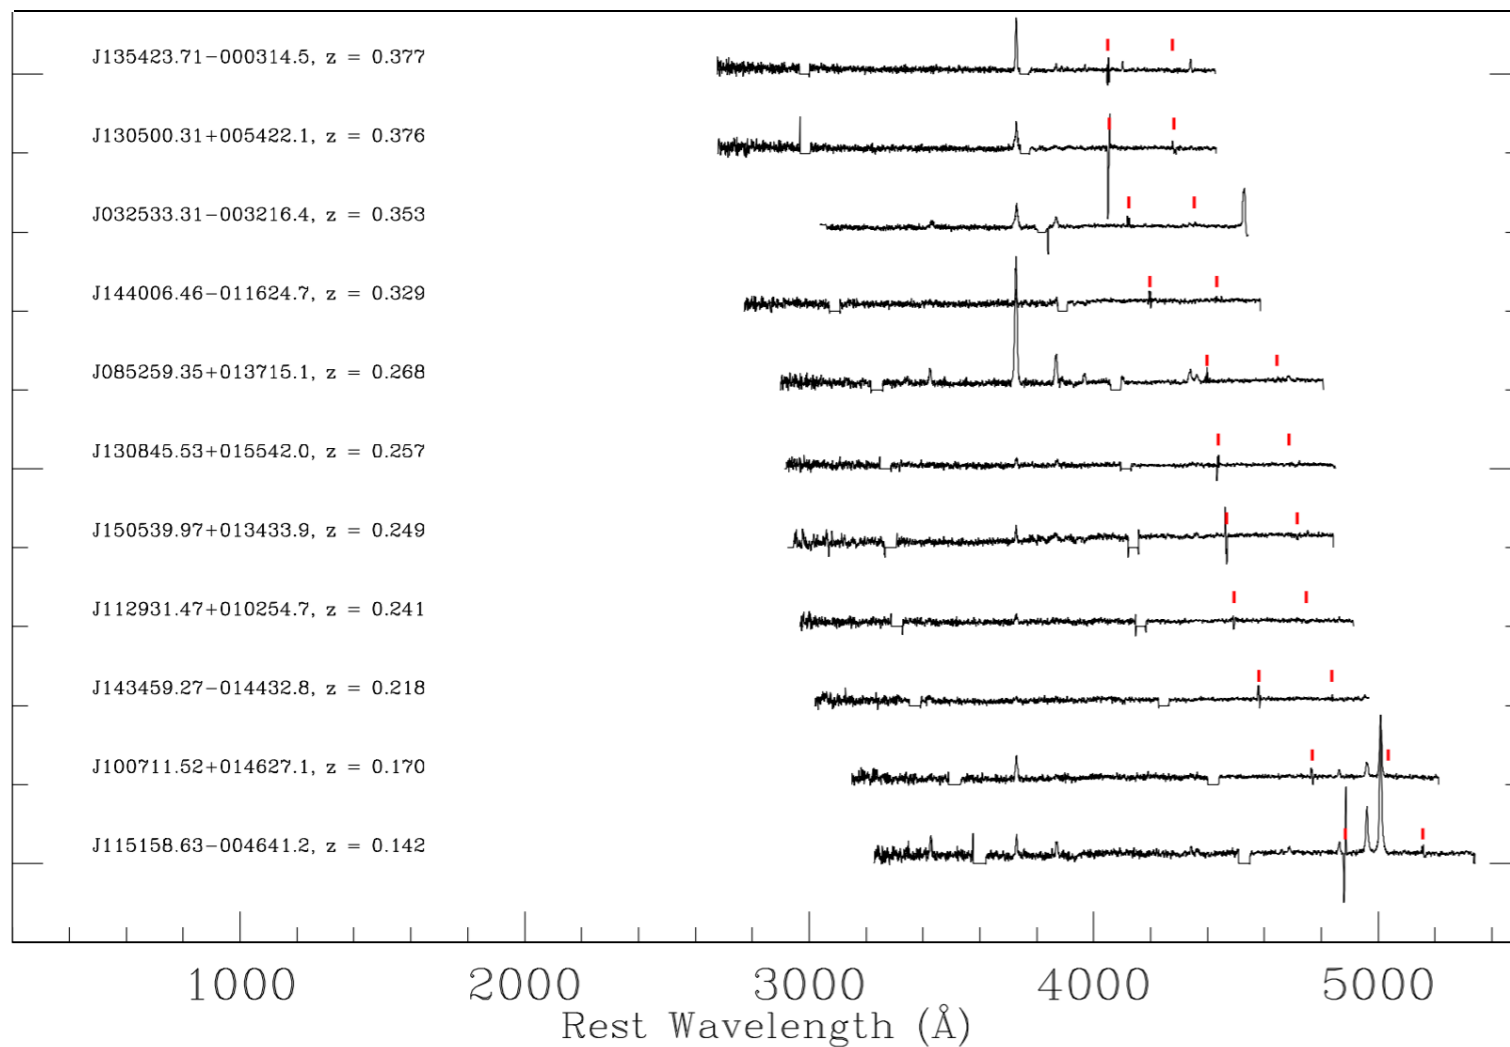 J135423.71−000314.5, z = 0.377
J130500.31+005422.1, z = 0.376
J032533.31−003216.4, z = 0.353
J144006.46−011624.7, z = 0.329
J085259.35+013715.1, z = 0.268
J130845.53+015542.0, z = 0.257
J150539.97+013433.9, z = 0.249
J112931.47+010254.7, z = 0.241
J143459.27−014432.8, z = 0.218
J100711.52+014627.1, z = 0.170
J115158.63−004641.2, z = 0.142
1000 2000 3000 4000 5000
Rest Wavelength (Å)